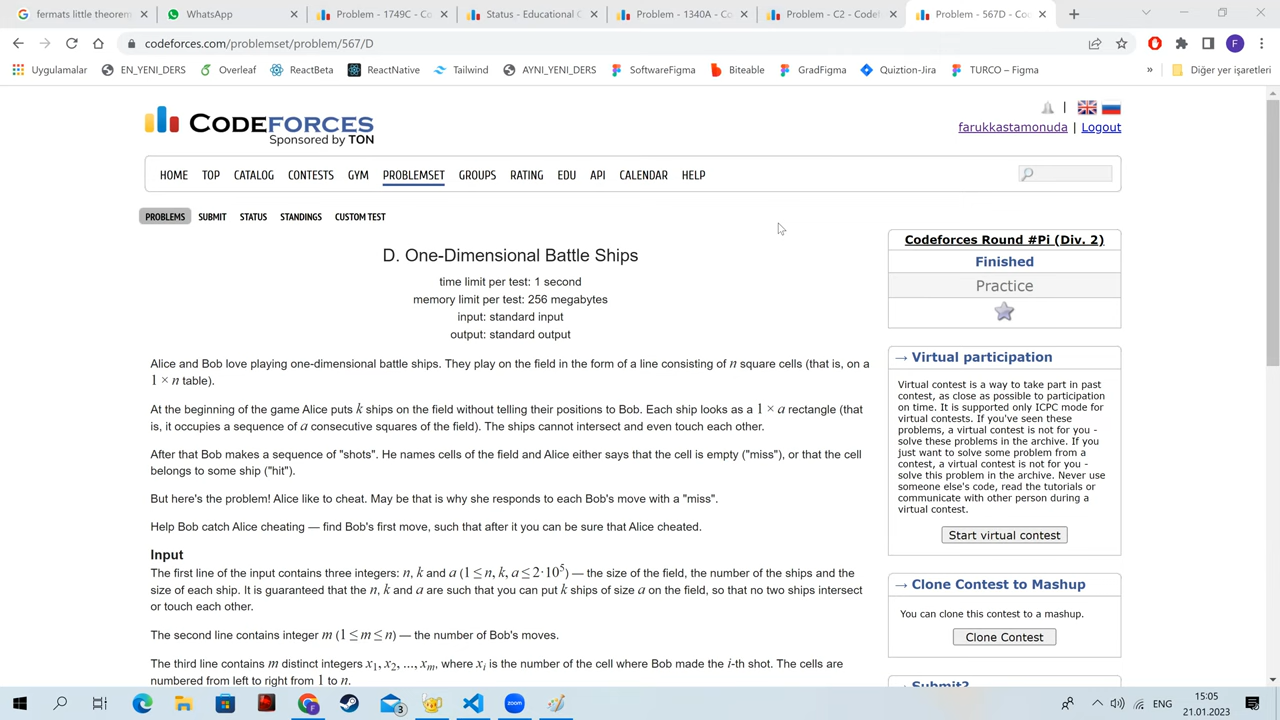 fermats little theorem
WhatsApp
Problem - 1749C - Co
Status - Educational C
Problem - 1340A - Co
Problem - C2 - Codef
Problem - 567D - Co
codeforces.com/problemset/problem/567/D
F
Uygulamalar
EN_YENI_DERS
Overleaf
ReactBeta
ReactNative
Tailwind
AYNI_YENI_DERS
SoftwareFigma
Biteable
GradFigma
Quiztion-Jira
TURCO – Figma
»
Diğer yer işaretleri
CODEFORCES
Sponsored by TON
|
farukkastamonuda | Logout
HOME TOP CATALOG CONTESTS GYM PROBLEMSET GROUPS RATING EDU API CALENDAR HELP
PROBLEMS SUBMIT STATUS STANDINGS CUSTOM TEST
D. One-Dimensional Battle Ships
time limit per test: 1 second
memory limit per test: 256 megabytes
input: standard input
output: standard output
Alice and Bob love playing one-dimensional battle ships. They play on the field in the form of a line consisting of n square cells (that is, on a
1 × n table).
At the beginning of the game Alice puts k ships on the field without telling their positions to Bob. Each ship looks as a 1 × a rectangle (that
is, it occupies a sequence of a consecutive squares of the field). The ships cannot intersect and even touch each other.
After that Bob makes a sequence of "shots". He names cells of the field and Alice either says that the cell is empty ("miss"), or that the cell
belongs to some ship ("hit").
But here's the problem! Alice like to cheat. May be that is why she responds to each Bob's move with a "miss".
Help Bob catch Alice cheating — find Bob's first move, such that after it you can be sure that Alice cheated.
Input
The first line of the input contains three integers: n, k and a (1 ≤ n, k, a ≤ 2·10⁵) — the size of the field, the number of the ships and the
size of each ship. It is guaranteed that the n, k and a are such that you can put k ships of size a on the field, so that no two ships intersect
or touch each other.
The second line contains integer m (1 ≤ m ≤ n) — the number of Bob's moves.
The third line contains m distinct integers x₁, x₂, ..., xₘ, where xᵢ is the number of the cell where Bob made the i-th shot. The cells are
numbered from left to right from 1 to n.
Codeforces Round #Pi (Div. 2)
Finished
Practice
→ Virtual participation
Virtual contest is a way to take part in past
contest, as close as possible to participation
on time. It is supported only ICPC mode for
virtual contests. If you've seen these
problems, a virtual contest is not for you -
solve these problems in the archive. If you
just want to solve some problem from a
contest, a virtual contest is not for you -
solve this problem in the archive. Never use
someone else's code, read the tutorials or
communicate with other person during a
virtual contest.
Start virtual contest
→ Clone Contest to Mashup
You can clone this contest to a mashup.
Clone Contest
→ Submit?
3
zoom
ENG
15:05
21.01.2023